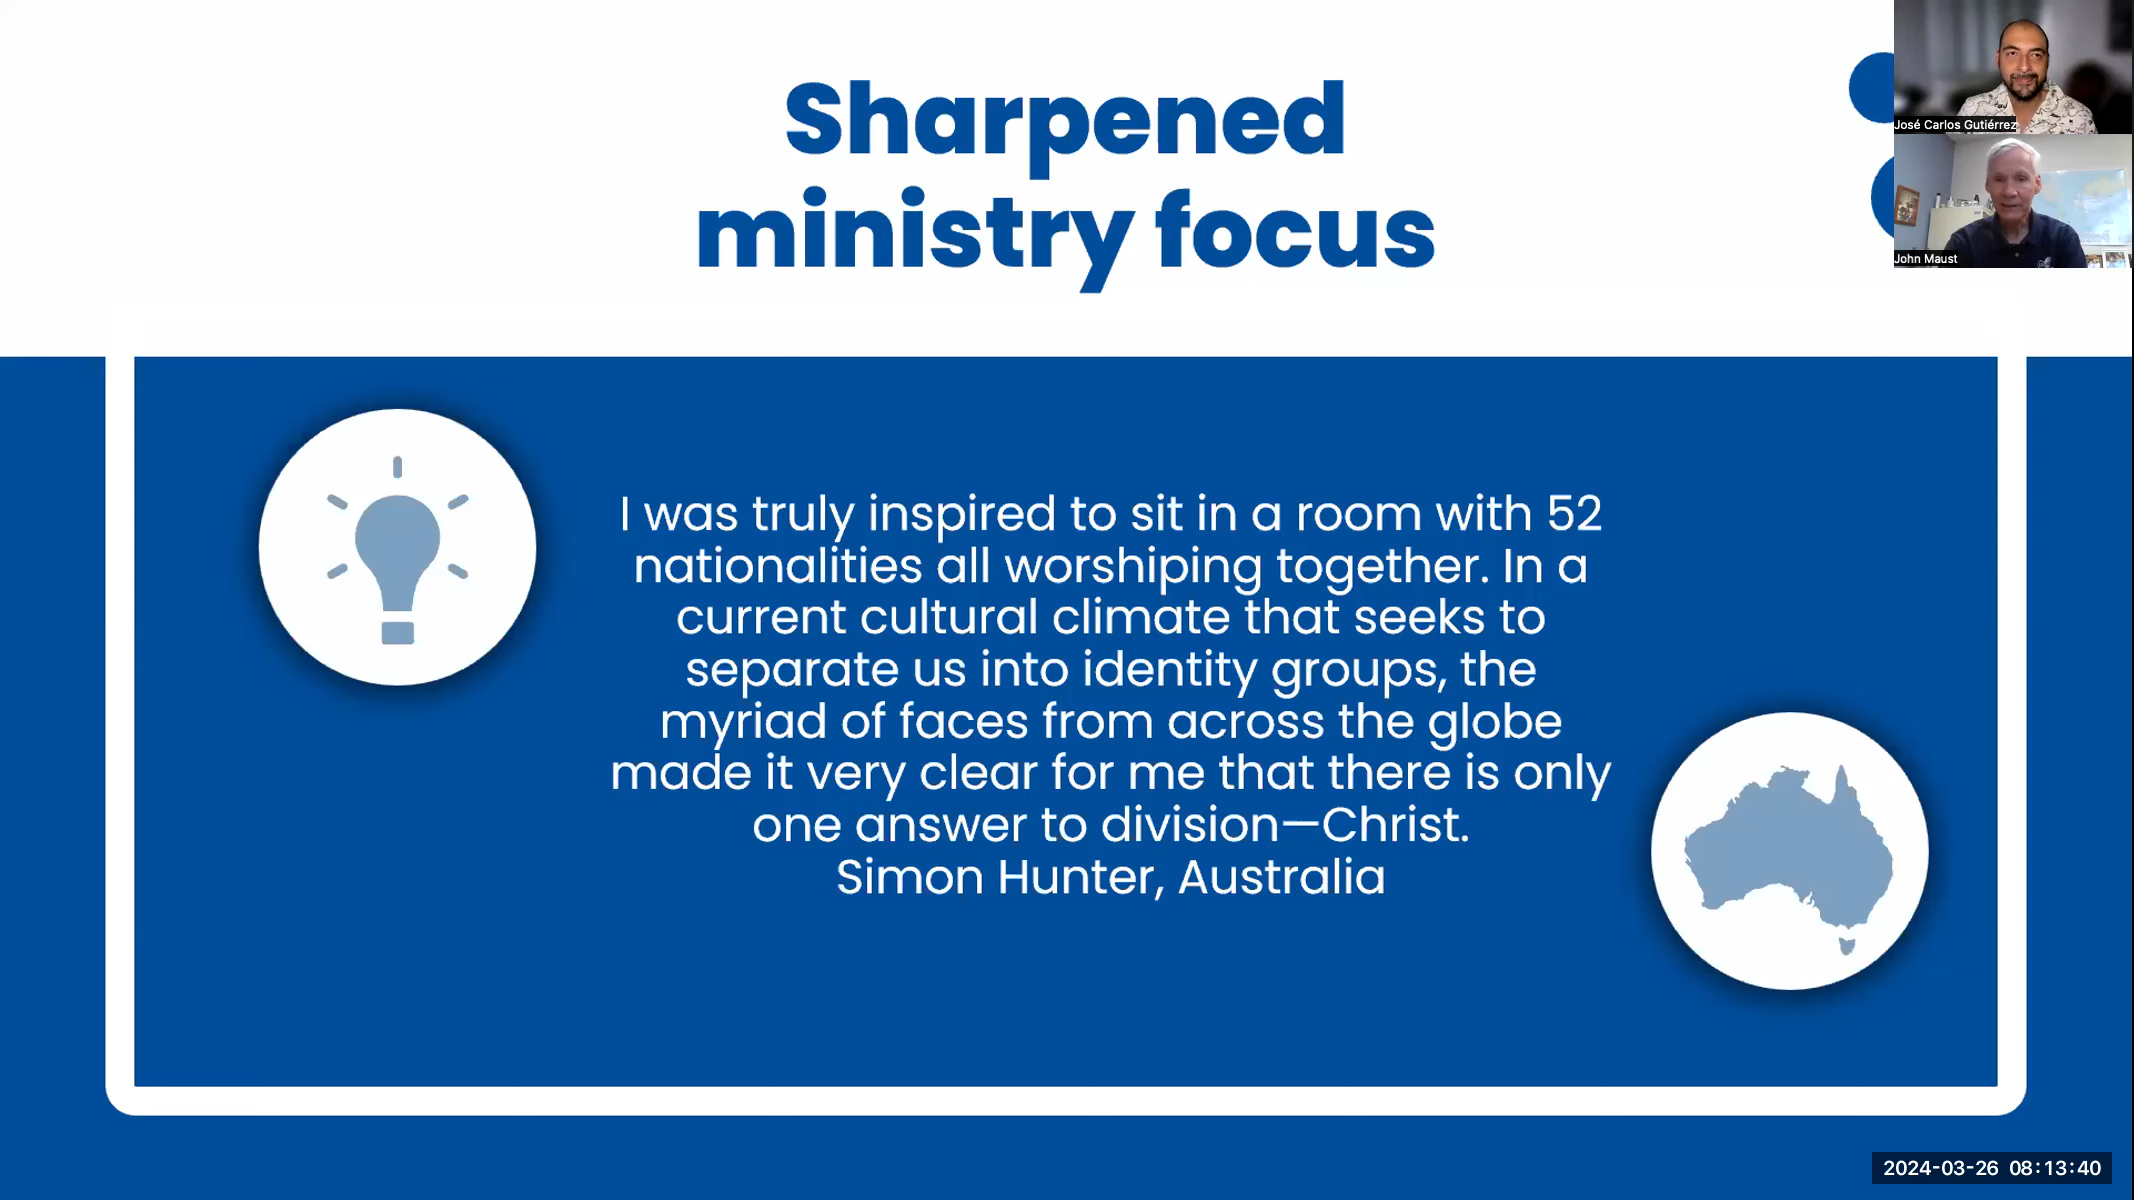 Sharpened
ministry focus
José Carlos Gutiérrez
John Maust
I was truly inspired to sit in a room with 52
nationalities all worshiping together. In a
current cultural climate that seeks to
separate us into identity groups, the
myriad of faces from across the globe
made it very clear for me that there is only
one answer to division—Christ.
Simon Hunter, Australia
2024-03-26 08:13:40